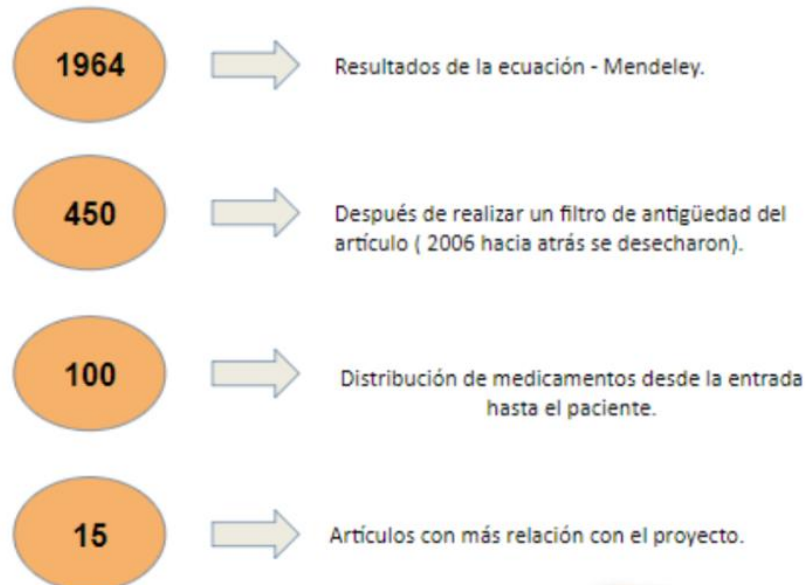 1964
Resultados de la ecuación - Mendeley.
450
Después de realizar un filtro de antigüedad del
artículo ( 2006 hacia atrás se desecharon).
100
Distribución de medicamentos desde la entrada
hasta el paciente.
15
Artículos con más relación con el proyecto.